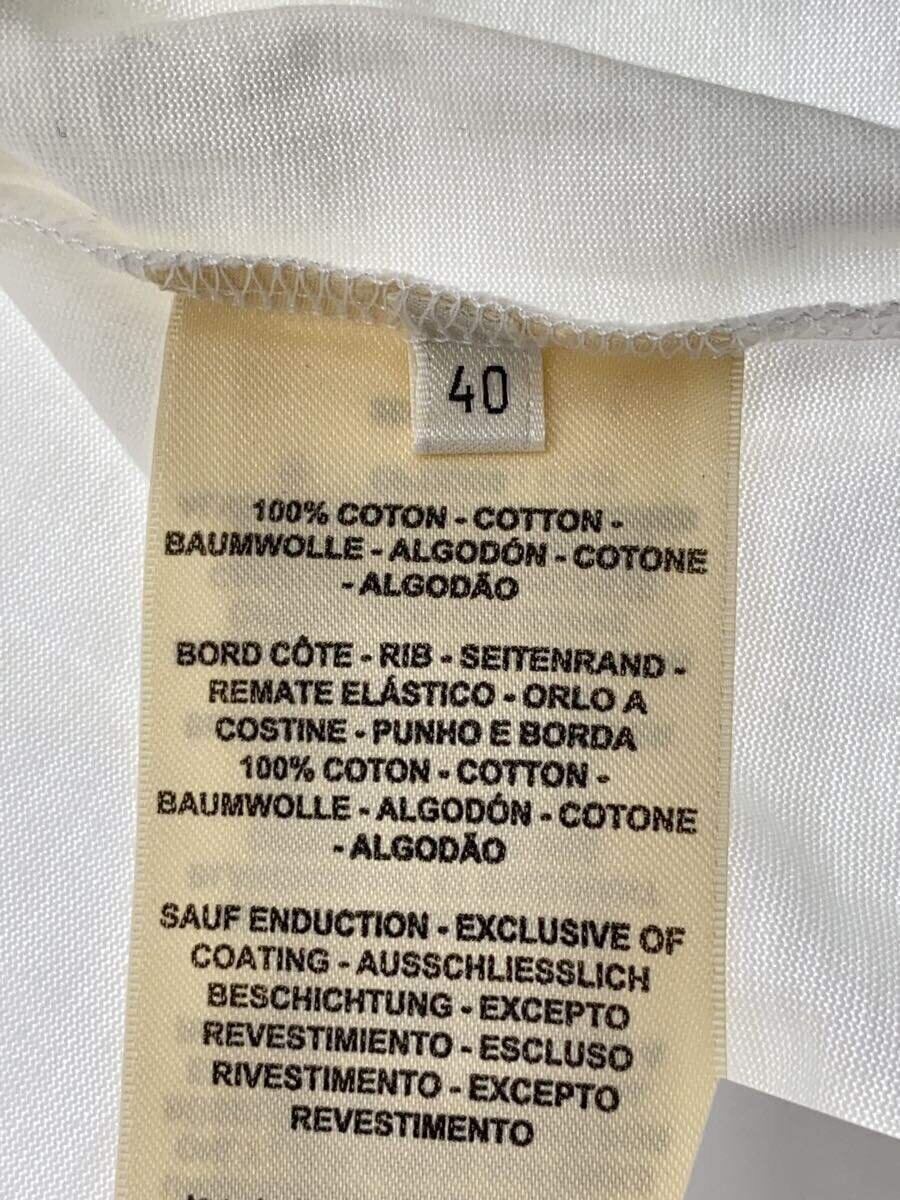 40
100% COTON - COTTON -
BAUMWOLLE - ALGODÓN - COTONE
- ALGODÃO
BORD CÔTE - RIB - SEITENRAND -
REMATE ELÁSTICO - ORLO A
COSTINE - PUNHO E BORDA
100% COTON - COTTON -
BAUMWOLLE - ALGODÓN - COTONE
- ALGODÃO
SAUF ENDUCTION - EXCLUSIVE OF
COATING - AUSSCHLIESSLICH
BESCHICHTUNG - EXCEPTO
REVESTIMIENTO - ESCLUSO
RIVESTIMENTO - EXCEPTO
REVESTIMENTO